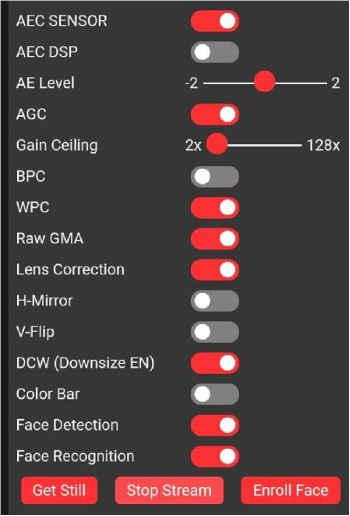 AEC SENSOR
AEC DSP
AE Level -2 2
AGC
Gain Ceiling 2x 128x
BPC
WPC
Raw GMA
Lens Correction
H-Mirror
V-Flip
DCW (Downsize EN)
Color Bar
Face Detection
Face Recognition
Get Still Stop Stream Enroll Face